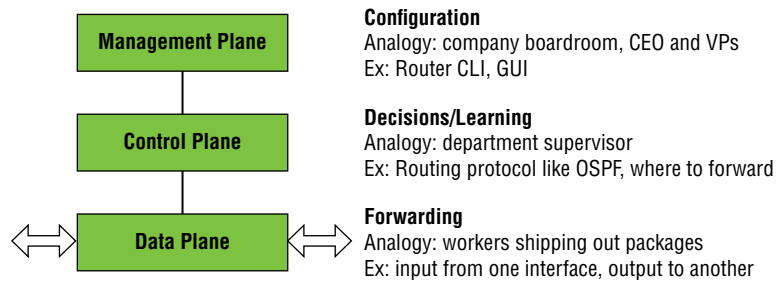 Management Plane
Configuration
Analogy: company boardroom, CEO and VPs
Ex: Router CLI, GUI
Control Plane
Decisions/Learning
Analogy: department supervisor
Ex: Routing protocol like OSPF, where to forward
Data Plane
Forwarding
Analogy: workers shipping out packages
Ex: input from one interface, output to another